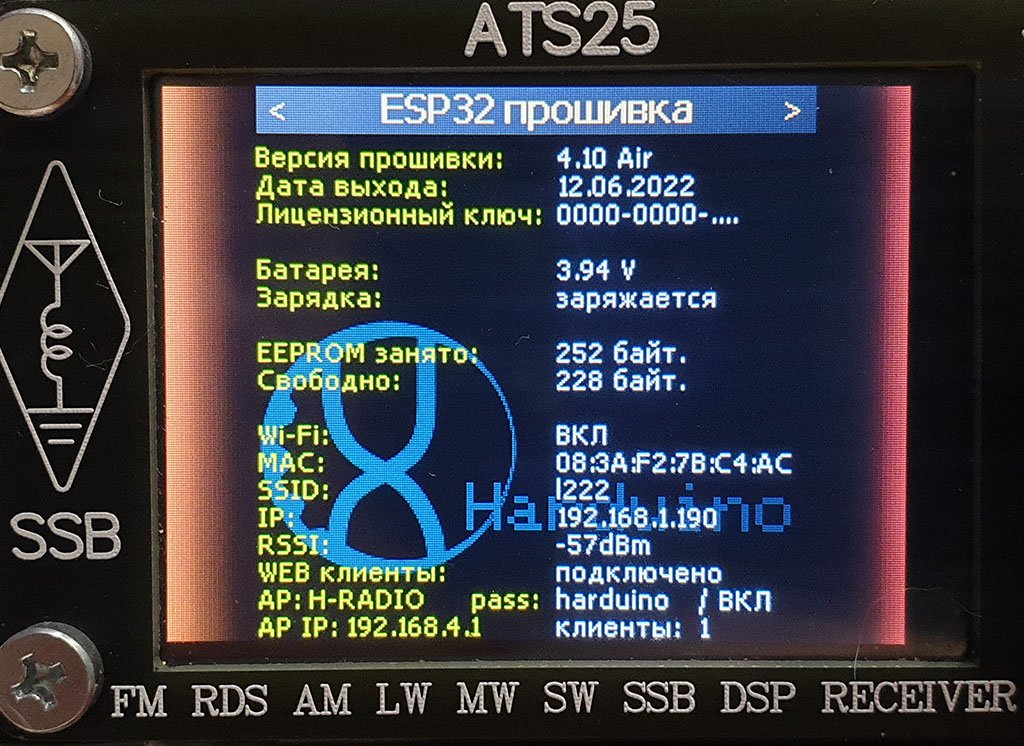 ATS25
< ESP32 прошивка >
Версия прошивки: 4.10 Air
Дата выхода: 12.06.2022
Лицензионный ключ: 0000-0000-....
Батарея: 3.94 V
Зарядка: заряжается
EEPROM занято: 252 байт.
Свободно: 228 байт.
Wi-Fi: ВКЛ
MAC: 08:3A:F2:7B:C4:AC
SSID: l222
Harduino
IP: 192.168.1.190
RSSI: -57dBm
WEB клиенты: подключено
AP: H-RADIO pass: harduino / ВКЛ
AP IP: 192.168.4.1 клиенты: 1
SSB
FM RDS AM LW MW SW SSB DSP RECEIVER